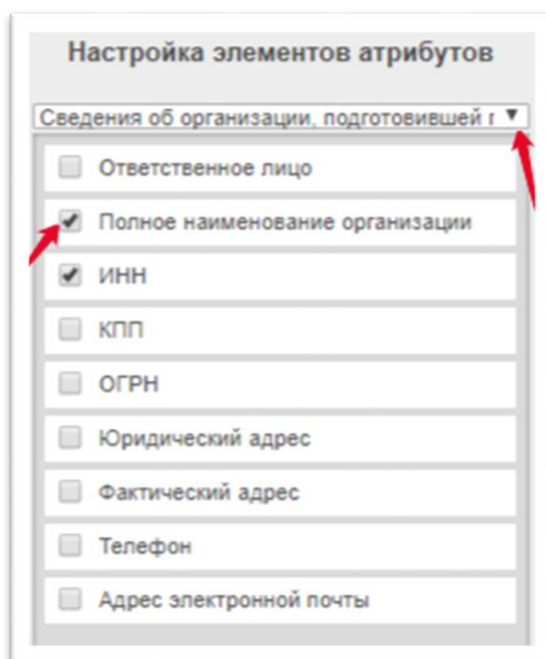 Настройка элементов атрибутов
Сведения об организации, подготовившей г
Ответственное лицо
Полное наименование организации
ИНН
КПП
ОГРН
Юридический адрес
Фактический адрес
Телефон
Адрес электронной почты